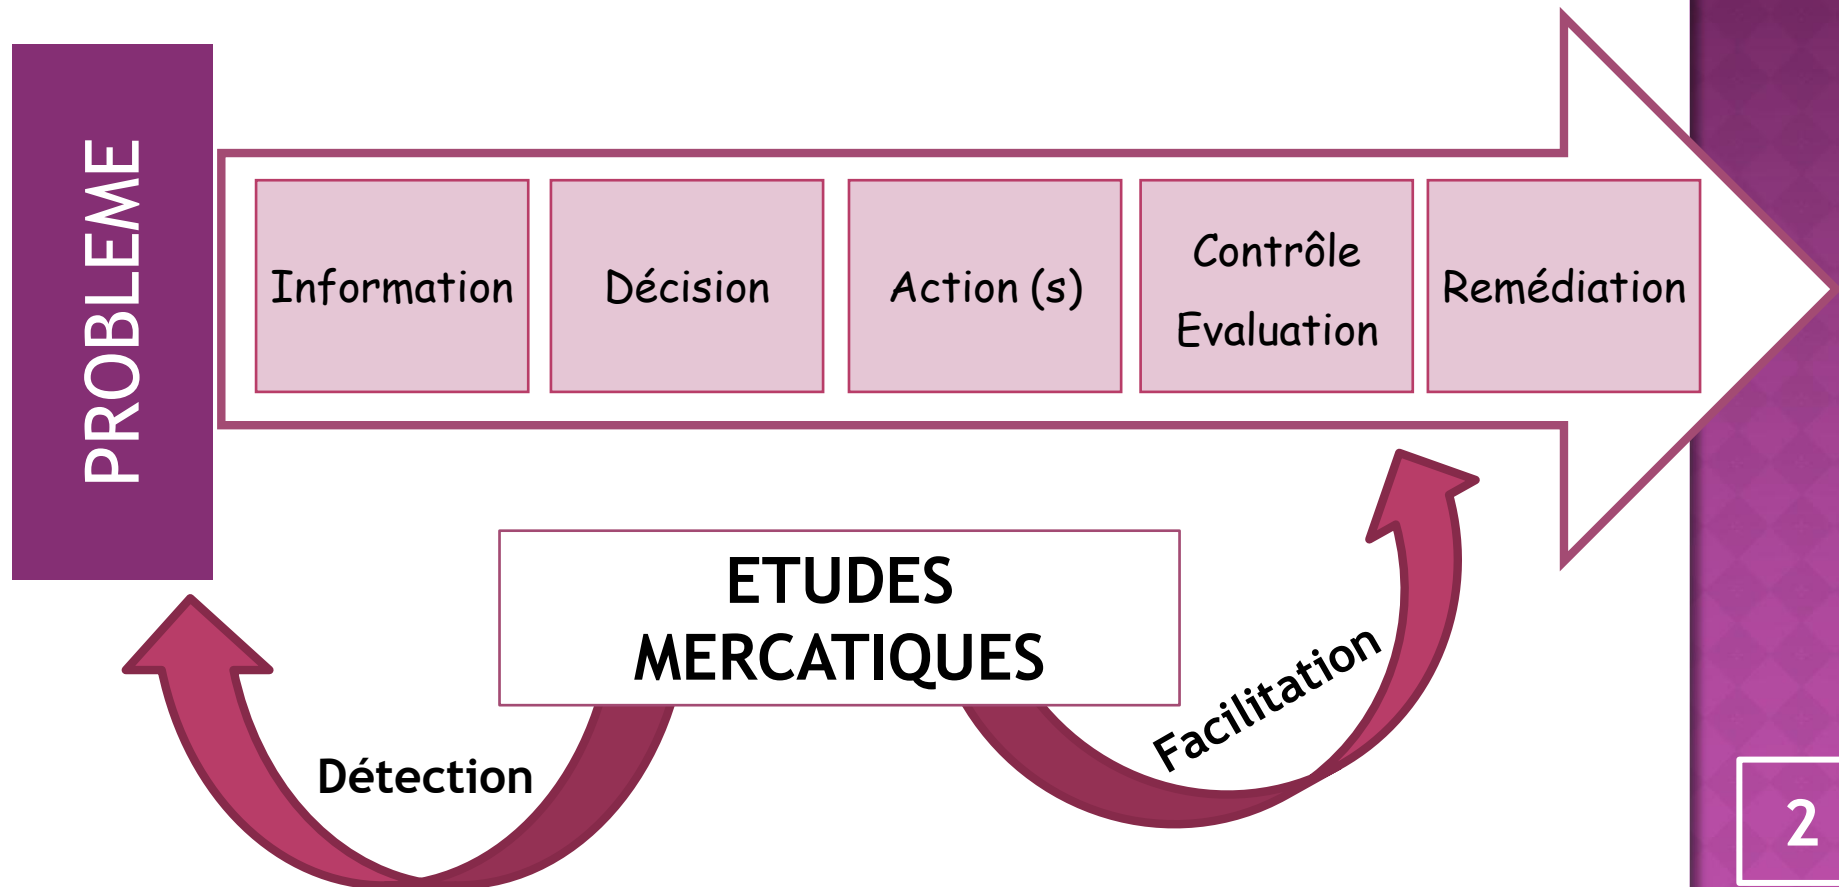 PROBLEME
Information
Décision
Action (s)
Contrôle
Evaluation
Remédiation
ETUDES
MERCATIQUES
Détection
Facilitation
2